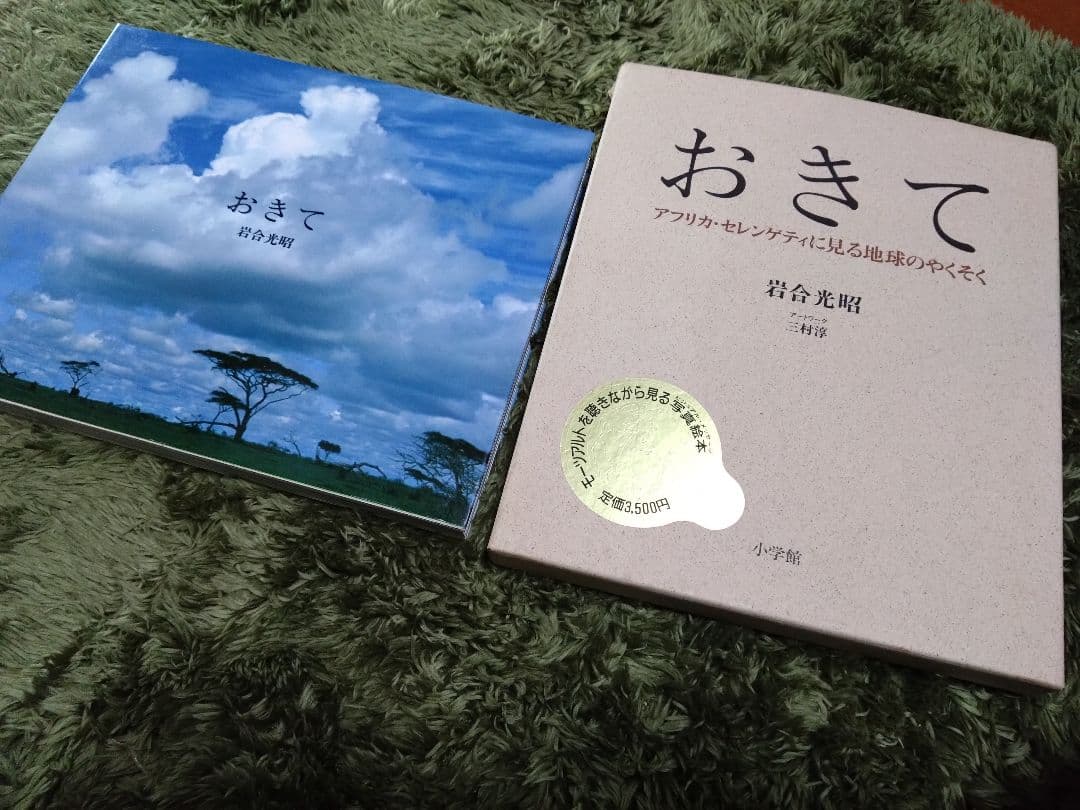 おきて
岩合光昭
おきて
アフリカ・セレンゲティに見る地球のやくそく
岩合光昭
アートワーク
三村淳
モーツアルトを聴きながら見る写真絵本
定価3,500円
小学館